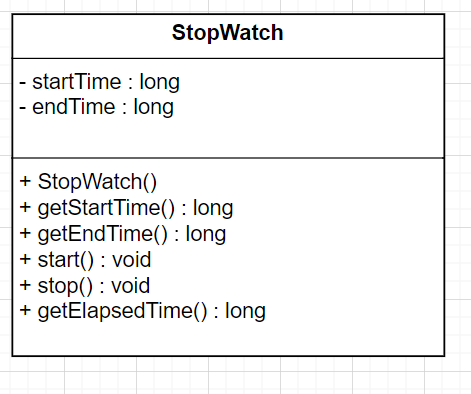 StopWatch
- startTime : long
- endTime : long
+ StopWatch()
+ getStartTime() : long
+ getEndTime() : long
+ start() : void
+ stop() : void
+ getElapsedTime() : long